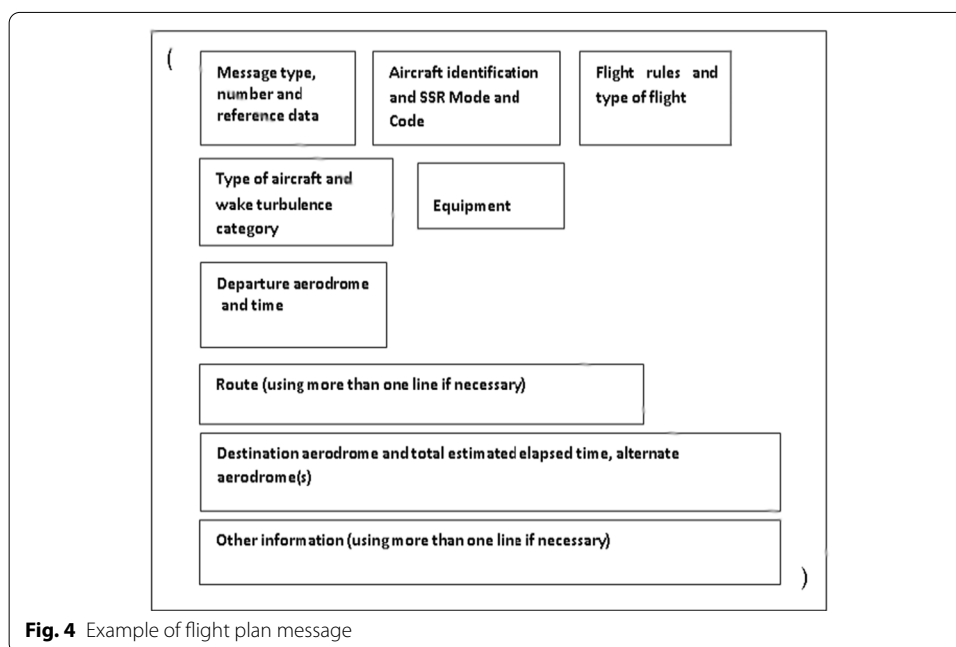 (
Message type,
number and
reference data
Aircraft identification
and SSR Mode and
Code
Flight rules and
type of flight
Type of aircraft and
wake turbulence
category
Equipment
Departure aerodrome
and time
Route (using more than one line if necessary)
Destination aerodrome and total estimated elapsed time, alternate
aerodrome(s)
Other information (using more than one line if necessary)
)
Fig. 4 Example of flight plan message